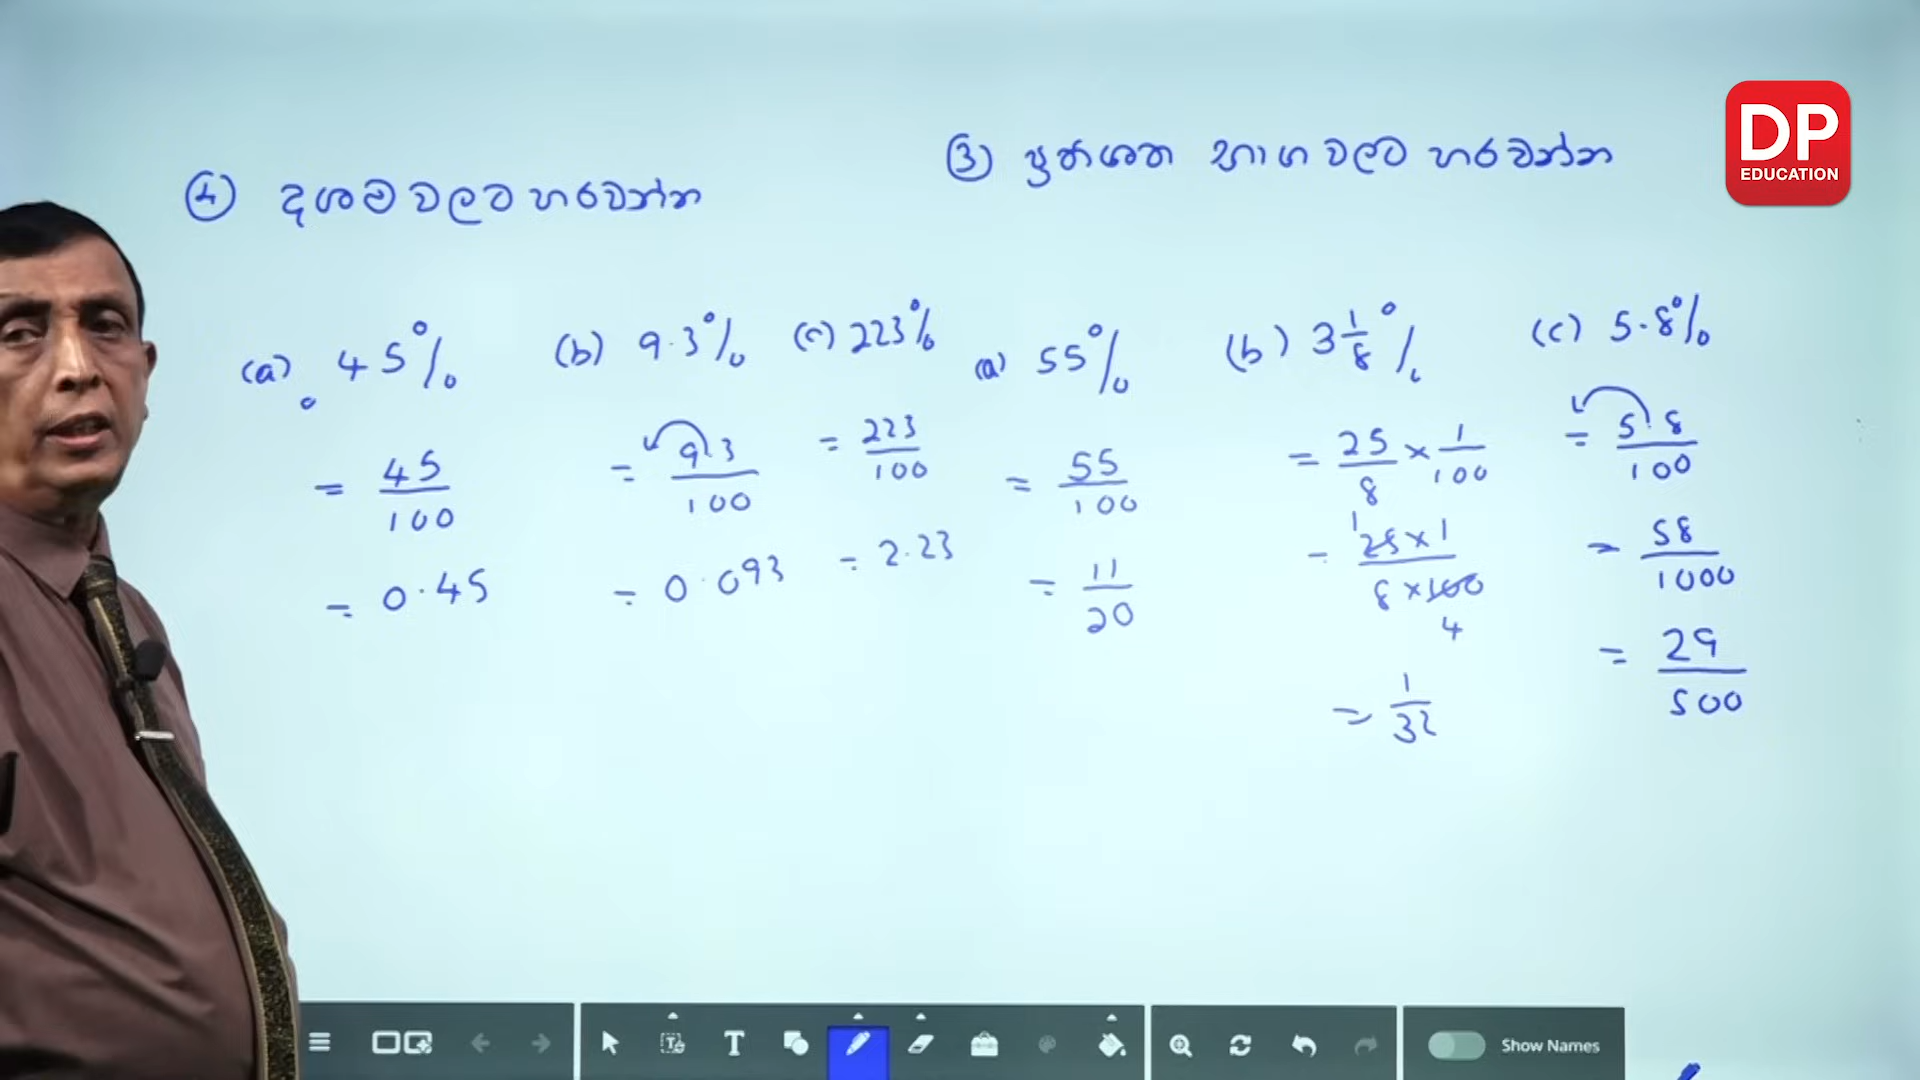 DP
EDUCATION
③ ප්‍රතිශත භාග වලට හරවන්න
(a) 55%
= 55/100
= 11/20
(b) 3 1/8 %
= 25/8 × 1/100
= 1 25 × 1 / 8 × 100 4
= 1/32
(c) 5.8%
= 5.8/100
= 58/1000
= 29/500
④ දශම වලට හරවන්න
(a) 45%
= 45/100
= 0.45
(b) 9.3%
= 9.3/100
= 0.093
(c) 223%
= 223/100
= 2.23
T
Show Names